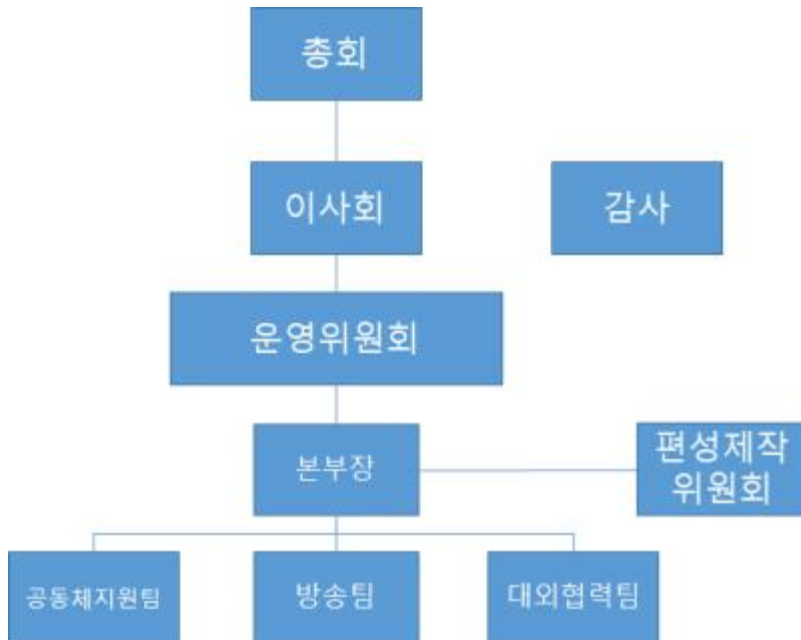 총회
이사회
감사
운영위원회
본부장
편성제작
위원회
공동체지원팀
방송팀
대외협력팀